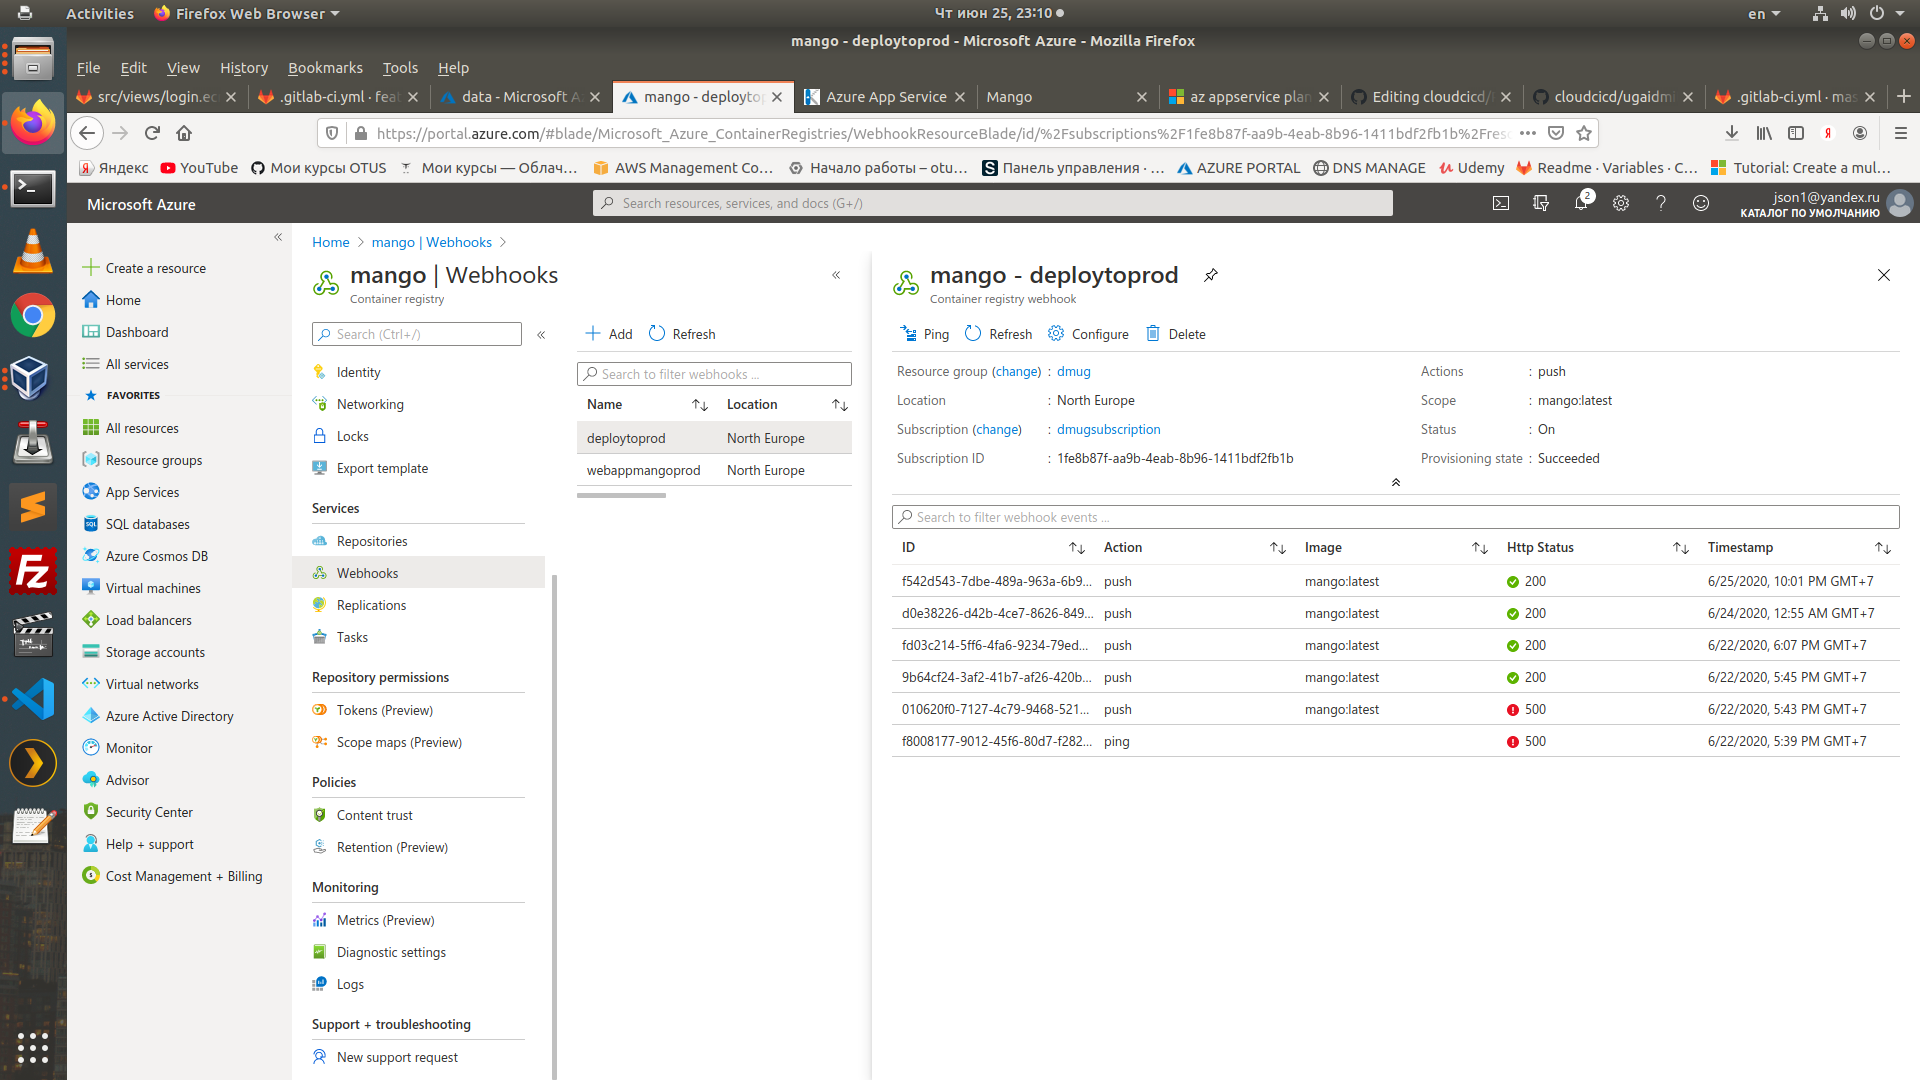 Activities
Firefox Web Browser
Чт июн 25, 23:10
en
mango - deploytoprod - Microsoft Azure - Mozilla Firefox
File Edit View History Bookmarks Tools Help
src/views/login.ec
.gitlab-ci.yml · feat
data - Microsoft A
mango - deploytop
Azure App Service
Mango
az appservice plan
Editing cloudcicd/
cloudcicd/ugaidm
.gitlab-ci.yml · mas
https://portal.azure.com/#blade/Microsoft_Azure_ContainerRegistries/WebhookResourceBlade/id/%2Fsubscriptions%2F1fe8b87f-aa9b-4eab-8b96-1411bdf2fb1b%2Freso
Яндекс
YouTube
Мои курсы OTUS
Мои курсы — Облач…
AWS Management Co…
Начало работы – otu…
Панель управления · …
AZURE PORTAL
DNS MANAGE
Udemy
Readme · Variables · C…
Tutorial: Create a mul…
Microsoft Azure
Search resources, services, and docs (G+/)
2
json1@yandex.ru
КАТАЛОГ ПО УМОЛЧАНИЮ
Create a resource
Home
Dashboard
All services
FAVORITES
All resources
Resource groups
App Services
SQL databases
Azure Cosmos DB
Virtual machines
Load balancers
Storage accounts
Virtual networks
Azure Active Directory
Monitor
Advisor
Security Center
Help + support
Cost Management + Billing
Home > mango | Webhooks >
mango | Webhooks
Container registry
Search (Ctrl+/)
Identity
Networking
Locks
Export template
Services
Repositories
Webhooks
Replications
Tasks
Repository permissions
Tokens (Preview)
Scope maps (Preview)
Policies
Content trust
Retention (Preview)
Monitoring
Metrics (Preview)
Diagnostic settings
Logs
Support + troubleshooting
New support request
Add
Refresh
Search to filter webhooks ...
Name Location
deploytoprod North Europe
webappmangoprod North Europe
mango - deploytoprod
Container registry webhook
Ping
Refresh
Configure
Delete
Resource group (change) : dmug
Location : North Europe
Subscription (change) : dmugsubscription
Subscription ID : 1fe8b87f-aa9b-4eab-8b96-1411bdf2fb1b
Actions : push
Scope : mango:latest
Status : On
Provisioning state : Succeeded
Search to filter webhook events ...
ID Action Image Http Status Timestamp
f542d543-7dbe-489a-963a-6b9... push mango:latest 200 6/25/2020, 10:01 PM GMT+7
d0e38226-d42b-4ce7-8626-849... push mango:latest 200 6/24/2020, 12:55 AM GMT+7
fd03c214-5ff6-4fa6-9234-79ed... push mango:latest 200 6/22/2020, 6:07 PM GMT+7
9b64cf24-3af2-41b7-af26-420b... push mango:latest 200 6/22/2020, 5:45 PM GMT+7
010620f0-7127-4c79-9468-521... push mango:latest 500 6/22/2020, 5:43 PM GMT+7
f8008177-9012-45f6-80d7-f282... ping 500 6/22/2020, 5:39 PM GMT+7